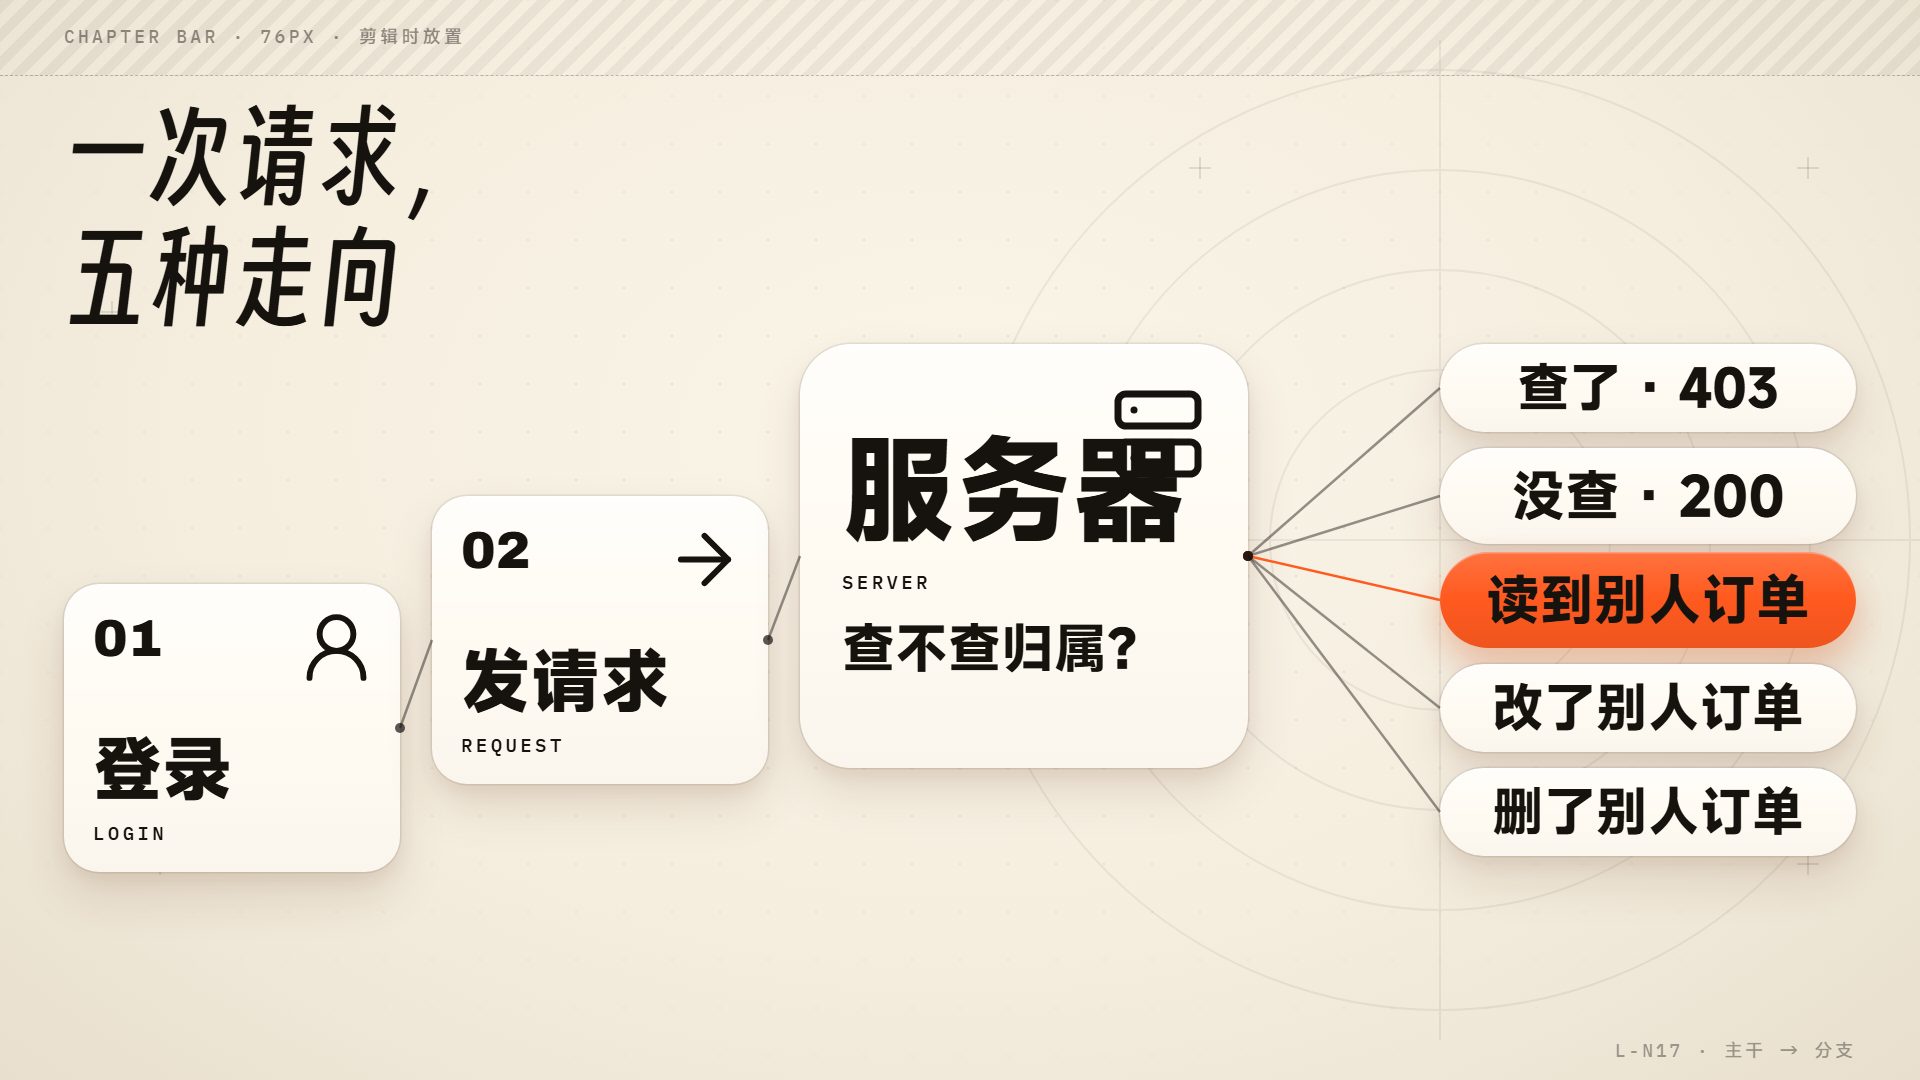 CHAPTER BAR · 76PX · 剪辑时放置
一次请求,
五种走向
01
登录
LOGIN
02
发请求
REQUEST
服务器
SERVER
查不查归属?
查了 · 403
没查 · 200
读到别人订单
改了别人订单
删了别人订单
L-N17 · 主干 → 分支